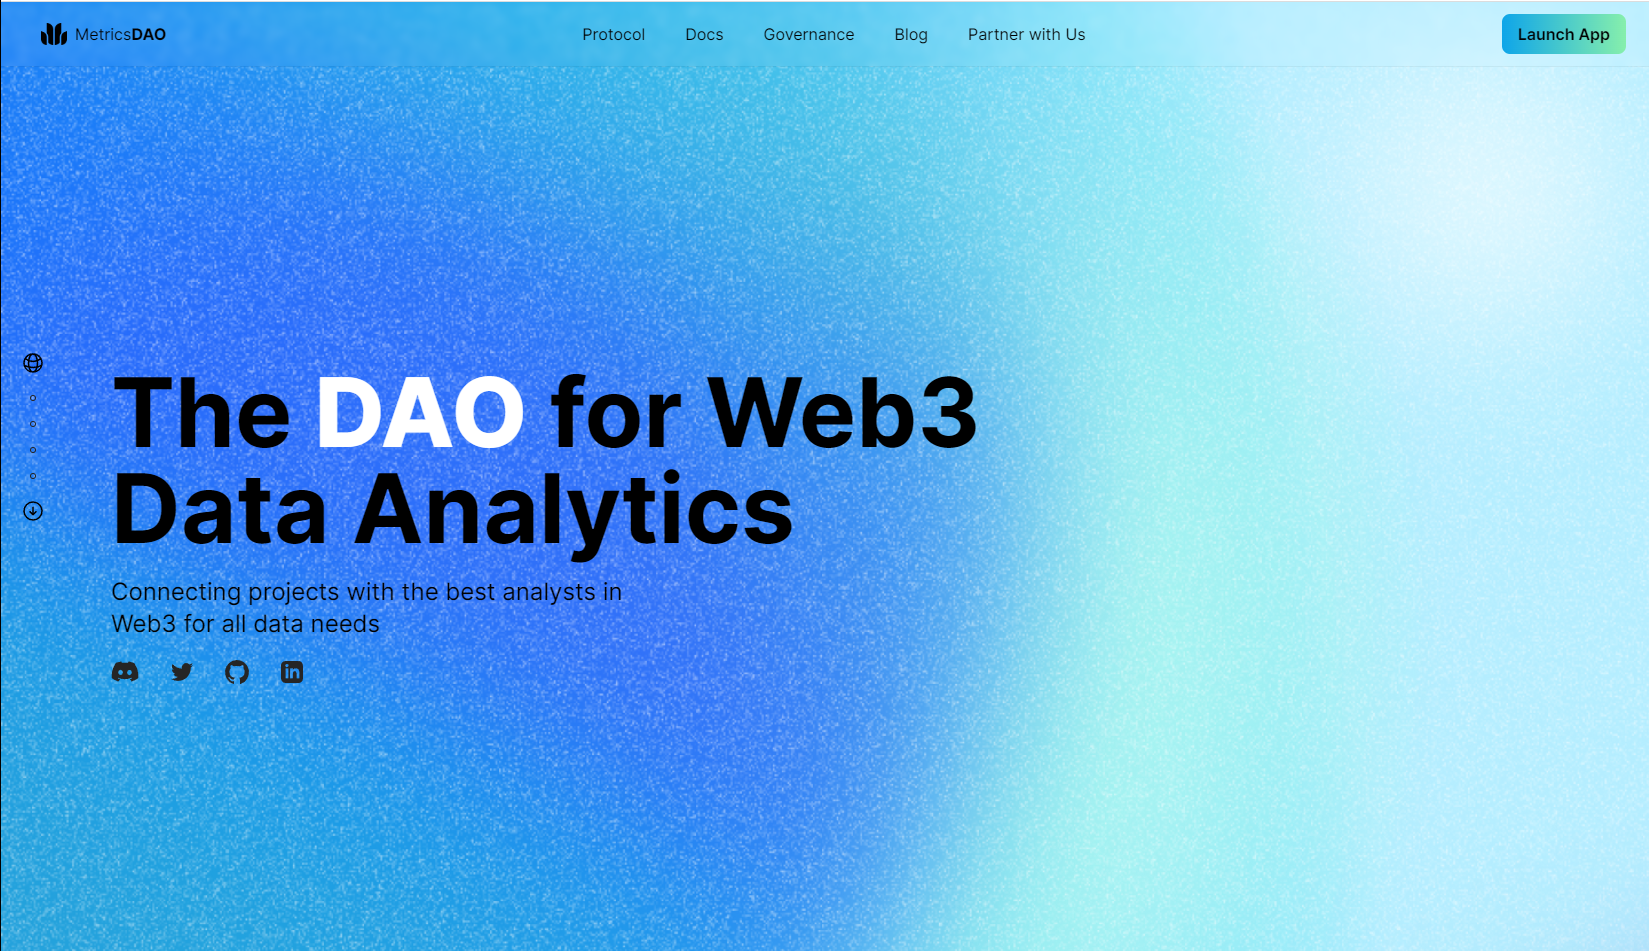 MetricsDAO
Protocol
Docs
Governance
Blog
Partner with Us
Launch App
The DAO for Web3
Data Analytics
Connecting projects with the best analysts in
Web3 for all data needs
in